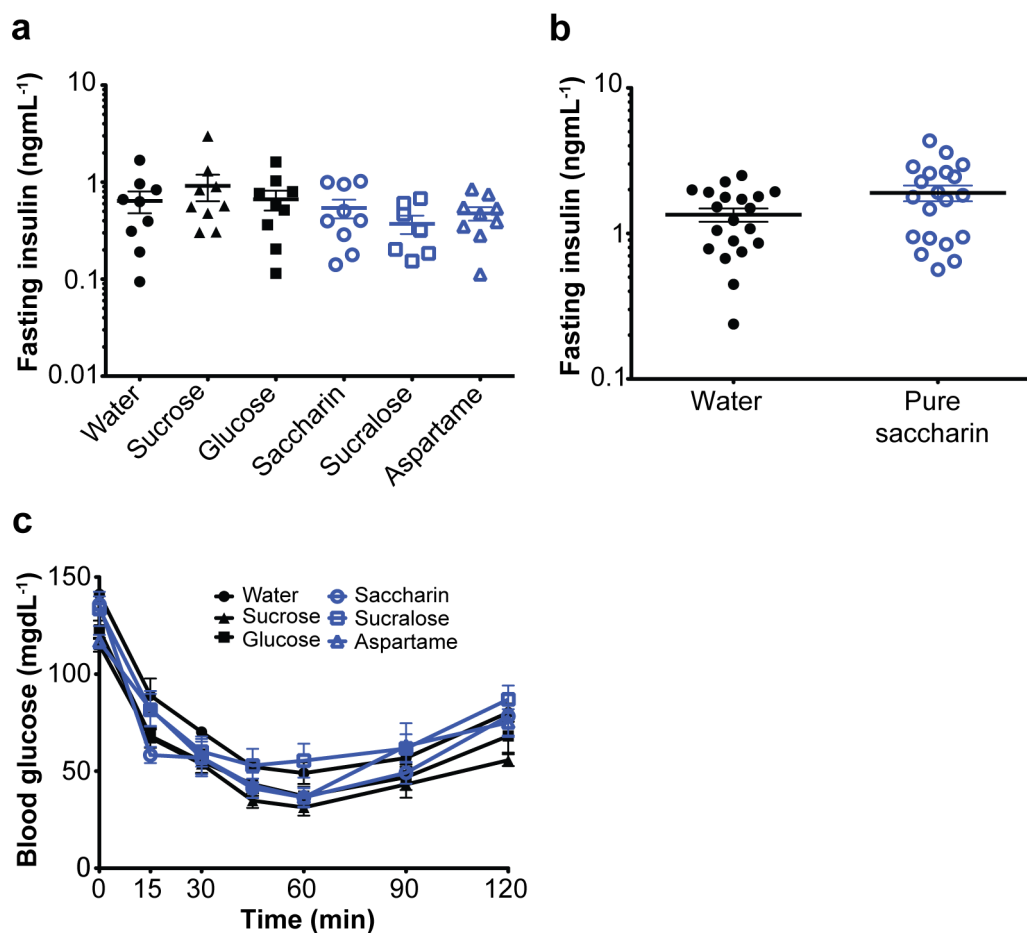 a
Fasting insulin (ngmL⁻¹)
10
1
0.1
0.01
Water
Sucrose
Glucose
Saccharin
Sucralose
Aspartame
b
Fasting insulin (ngmL⁻¹)
10
1
0.1
Water
Pure
saccharin
c
Blood glucose (mgdL⁻¹)
150
100
50
0
Water
Sucrose
Glucose
Saccharin
Sucralose
Aspartame
0 15 30 60 90 120
Time (min)